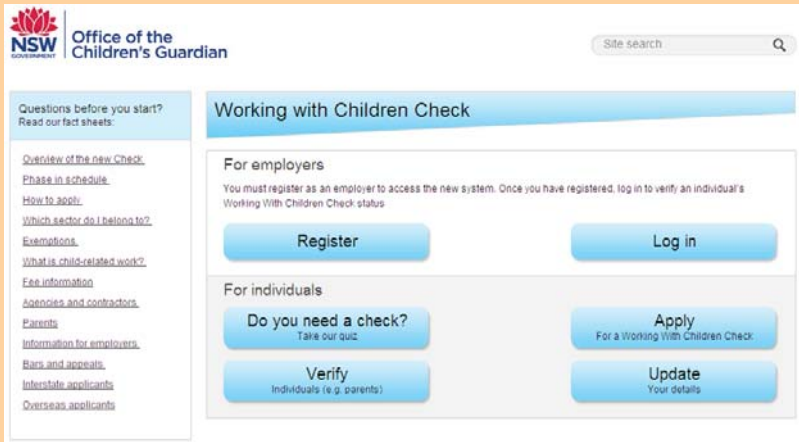 NSW
GOVERNMENT
Office of the
Children's Guardian
Site search
Questions before you start?
Read our fact sheets:
Overview of the new Check
Phase in schedule
How to apply
Which sector do I belong to?
Exemptions
What is child-related work?
Fee information
Agencies and contractors
Parents
Information for employers
Bars and appeals
Interstate applicants
Overseas applicants
Working with Children Check
For employers
You must register as an employer to access the new system. Once you have registered, log in to verify an individual's
Working With Children Check status
Register
Log in
For individuals
Do you need a check?
Take our quiz
Apply
For a Working With Children Check
Verify
Individuals (e.g. parents)
Update
Your details